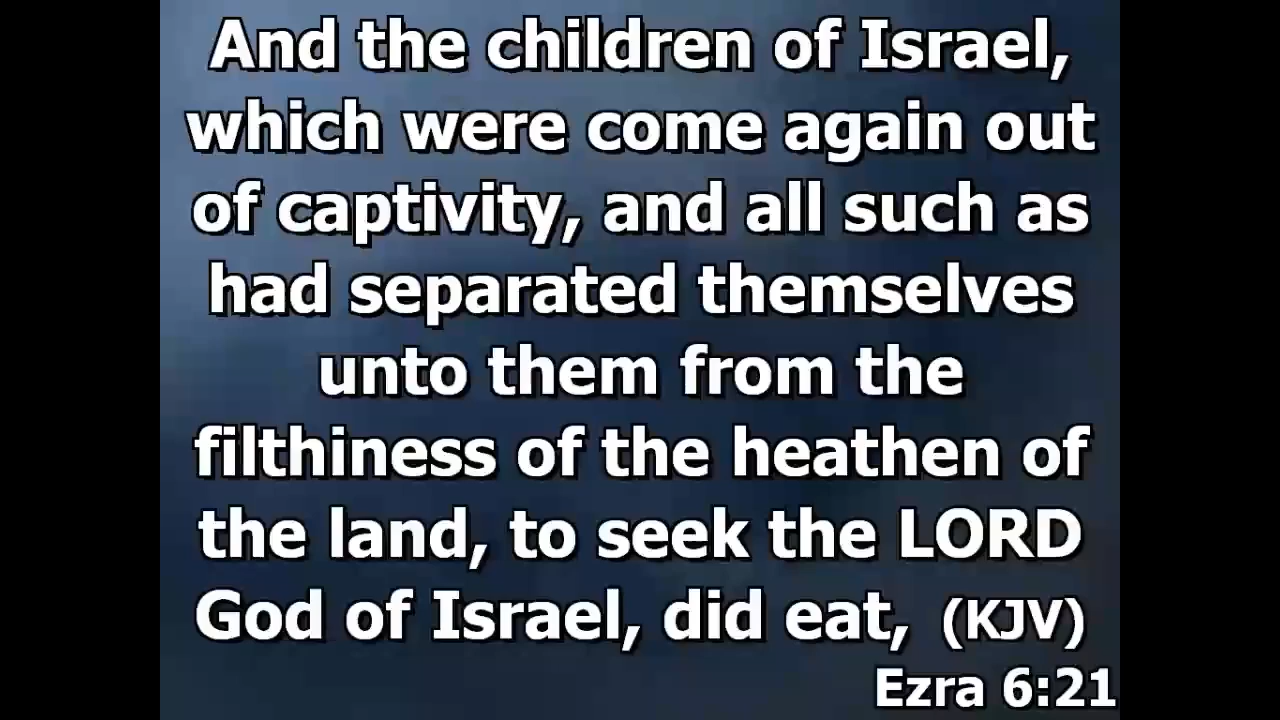 And the children of Israel,
which were come again out
of captivity, and all such as
had separated themselves
unto them from the
filthiness of the heathen of
the land, to seek the LORD
God of Israel, did eat, (KJV)
Ezra 6:21